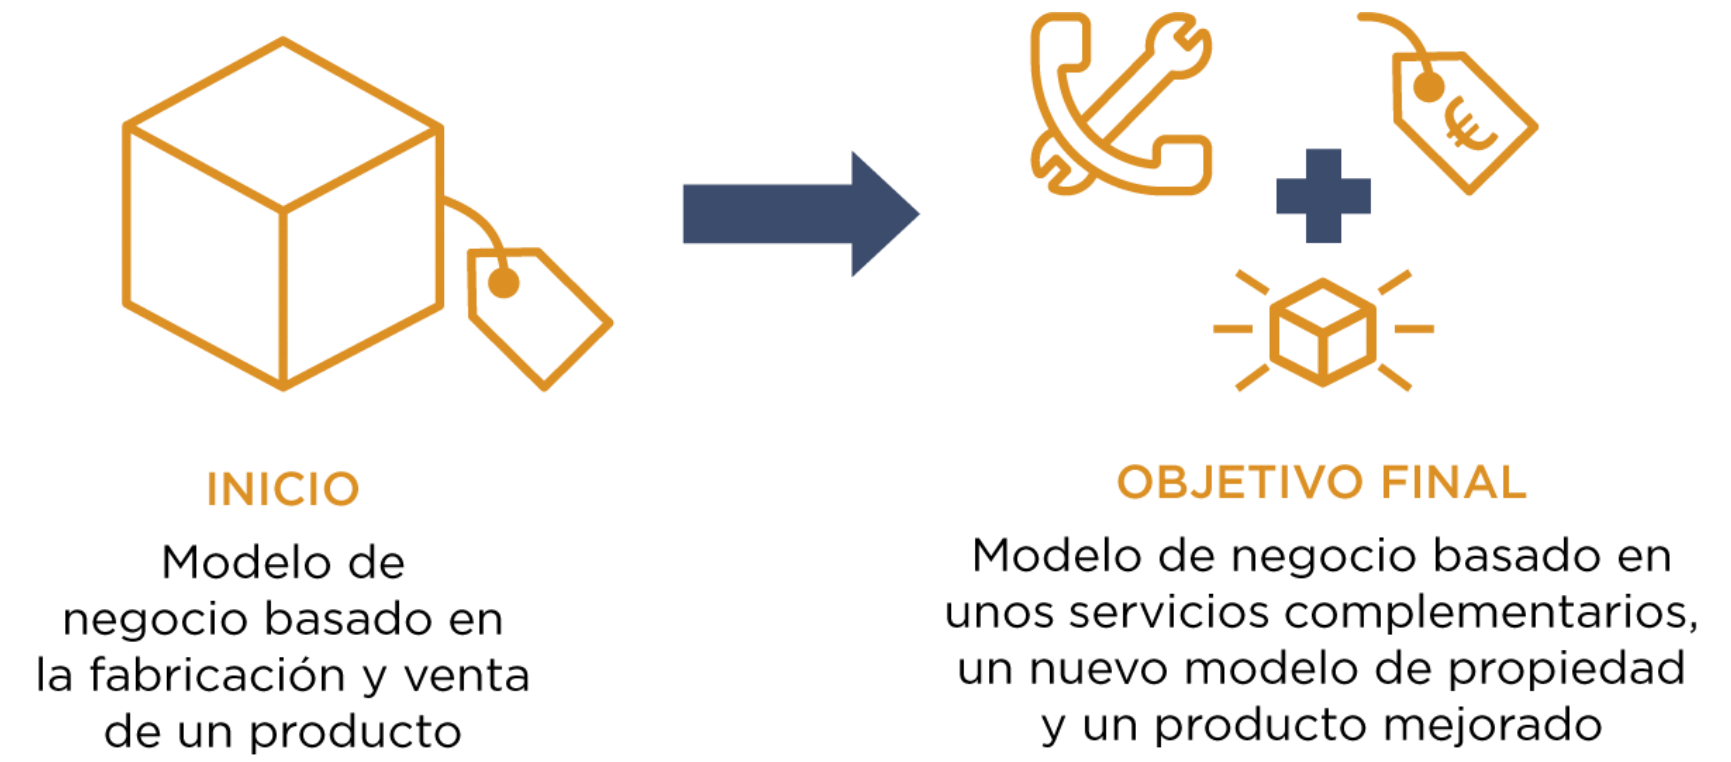 €
INICIO
Modelo de
negocio basado en
la fabricación y venta
de un producto
OBJETIVO FINAL
Modelo de negocio basado en
unos servicios complementarios,
un nuevo modelo de propiedad
y un producto mejorado